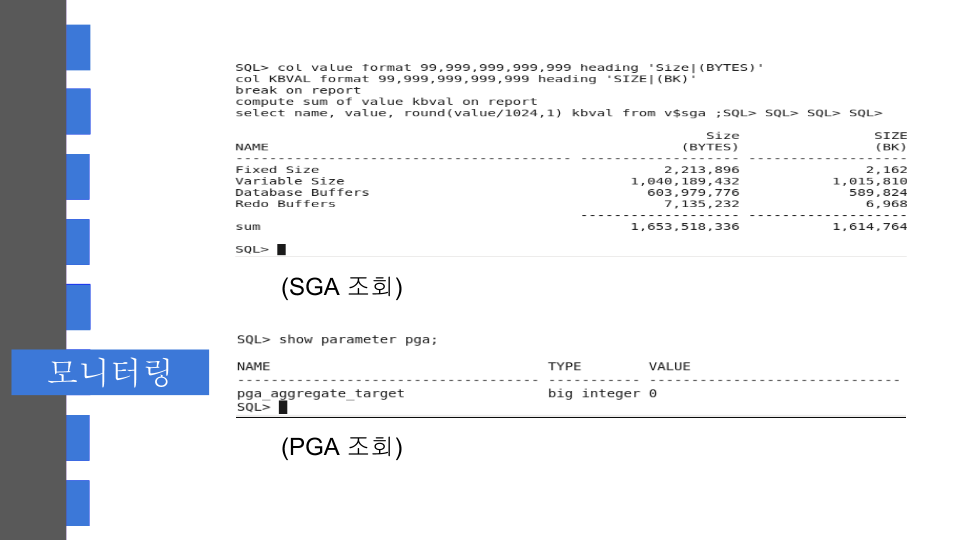 SQL> col value format 99,999,999,999,999 heading 'Size|(BYTES)'
col KBVAL format 99,999,999,999,999 heading 'SIZE|(BK)'
break on report
compute sum of value kbval on report
select name, value, round(value/1024,1) kbval from v$sga ;SQL> SQL> SQL> SQL>
Size SIZE
NAME (BYTES) (BK)
---------------------------------------- ------------------- -------------------
Fixed Size 2,213,896 2,162
Variable Size 1,040,189,432 1,015,810
Database Buffers 603,979,776 589,824
Redo Buffers 7,135,232 6,968
------------------- -------------------
sum 1,653,518,336 1,614,764
SQL>
(SGA 조회)
SQL> show parameter pga;
NAME TYPE VALUE
------------------------------------ ----------- ------------------------------
pga_aggregate_target big integer 0
SQL>
모니터링
(PGA 조회)